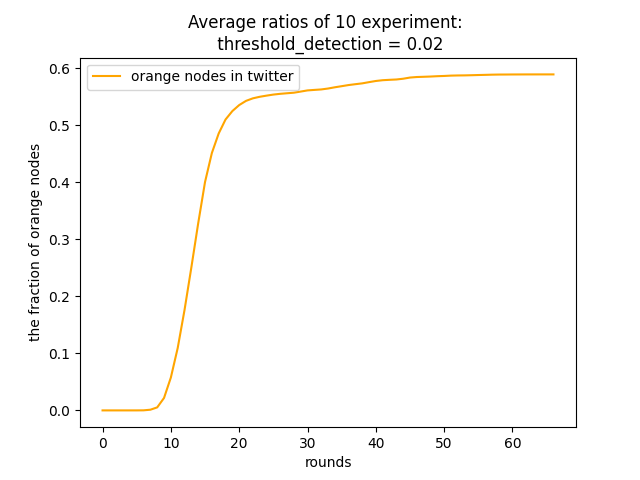 Average ratios of 10 experiment:
threshold_detection = 0.02
orange nodes in twitter
the fraction of orange nodes
0.6
0.5
0.4
0.3
0.2
0.1
0.0
0 10 20 30 40 50 60
rounds